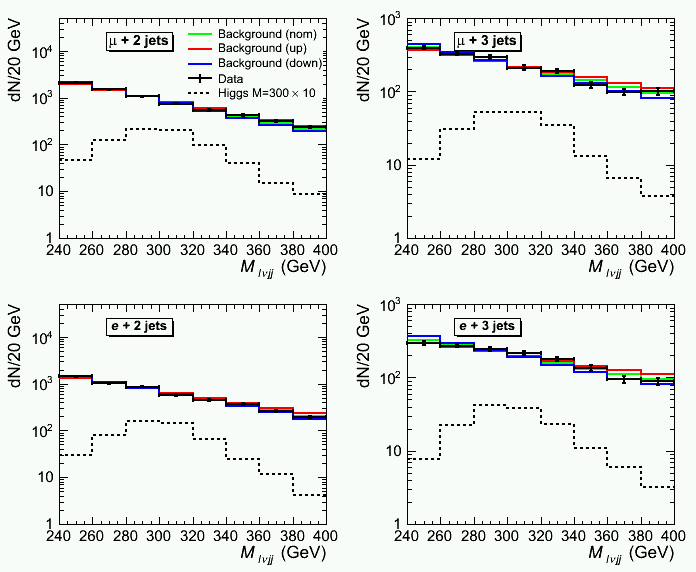 μ + 2 jets
Background (nom)
Background (up)
Background (down)
Data
Higgs M=300 × 10
dN/20 GeV
10⁴
10³
10²
10
1
240 260 280 300 320 340 360 380 400
M lνjj (GeV)
μ + 3 jets
dN/20 GeV
10³
10²
10
1
240 260 280 300 320 340 360 380 400
M lνjj (GeV)
e + 2 jets
dN/20 GeV
10⁴
10³
10²
10
1
240 260 280 300 320 340 360 380 400
M lνjj (GeV)
e + 3 jets
dN/20 GeV
10³
10²
10
1
240 260 280 300 320 340 360 380 400
M lνjj (GeV)